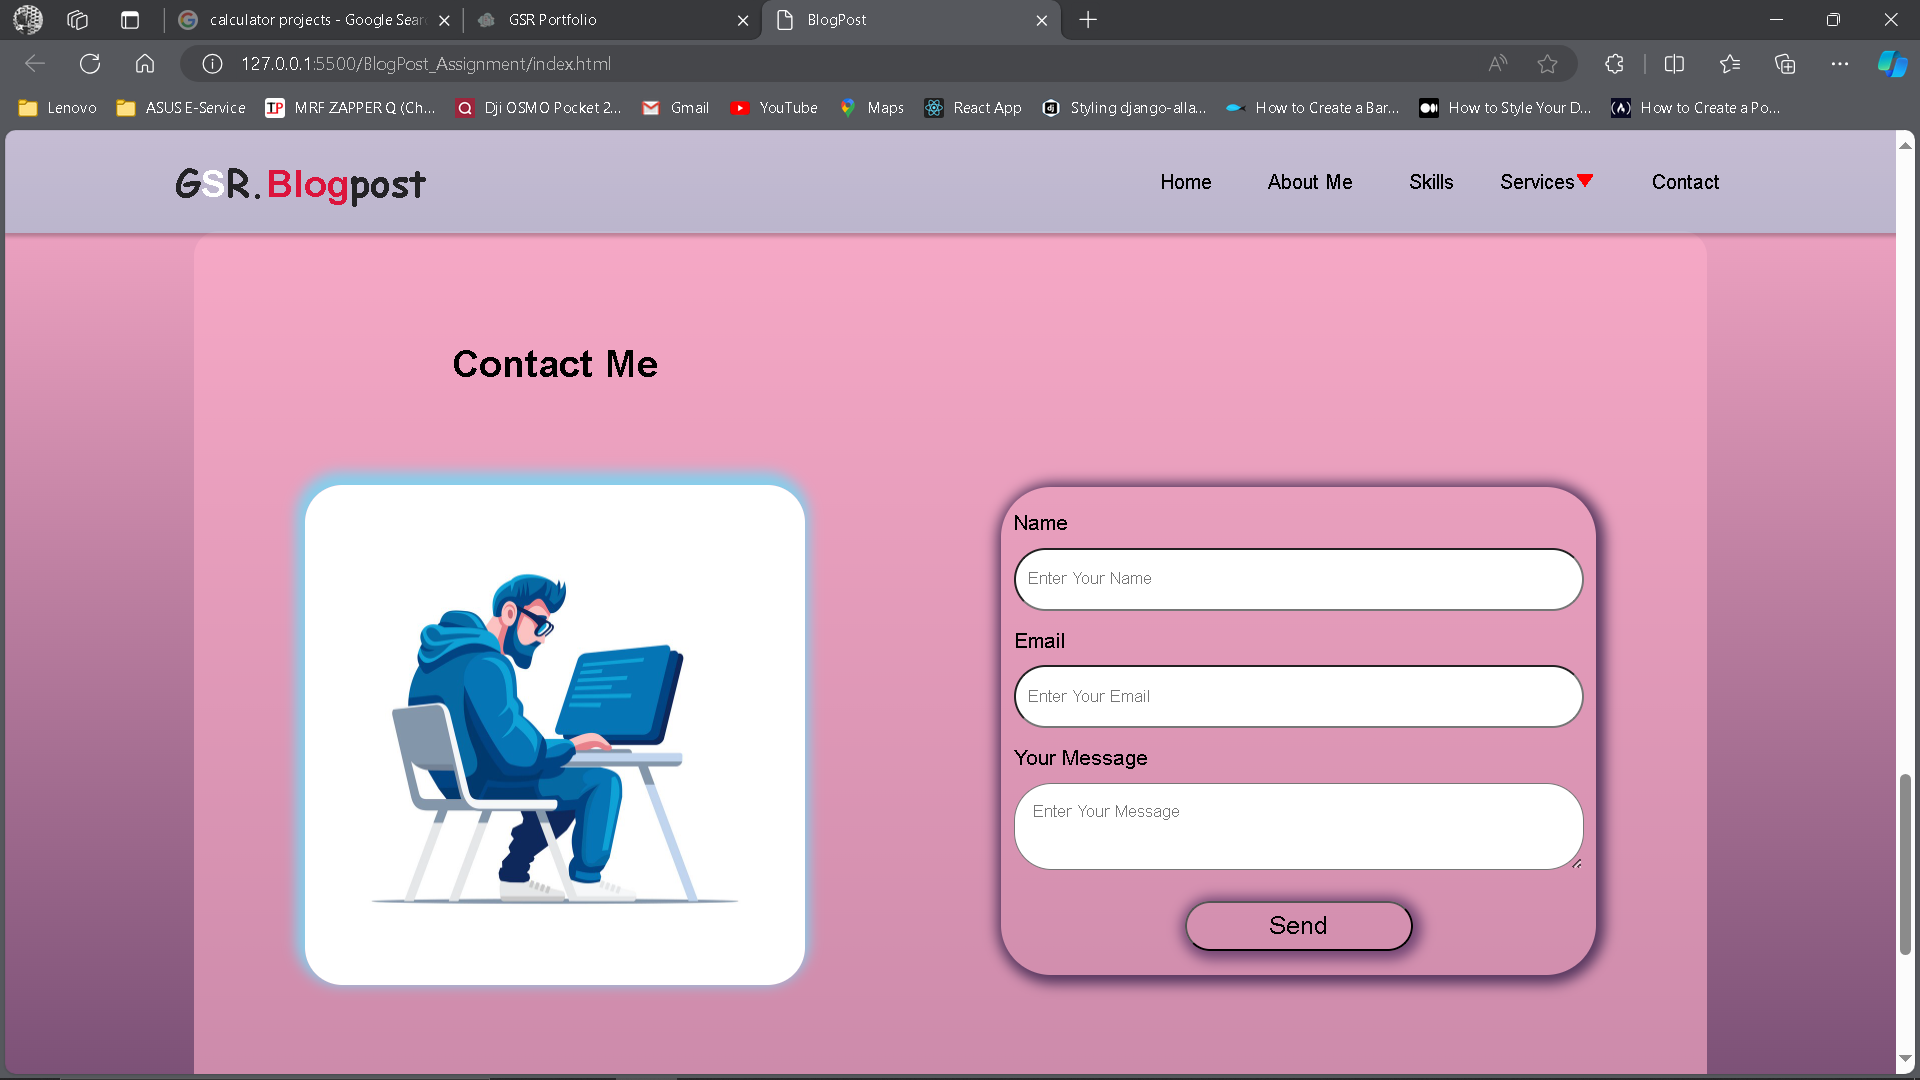 calculator projects - Google Sear
GSR Portfolio
BlogPost
127.0.0.1:5500/BlogPost_Assignment/index.html
Lenovo
ASUS E-Service
MRF ZAPPER Q (Ch...
Dji OSMO Pocket 2...
Gmail
YouTube
Maps
React App
Styling django-alla...
How to Create a Bar...
How to Style Your D...
How to Create a Po...
GSR.Blogpost
Home
About Me
Skills
Services
Contact
Contact Me
Name
Enter Your Name
Email
Enter Your Email
Your Message
Enter Your Message
Send